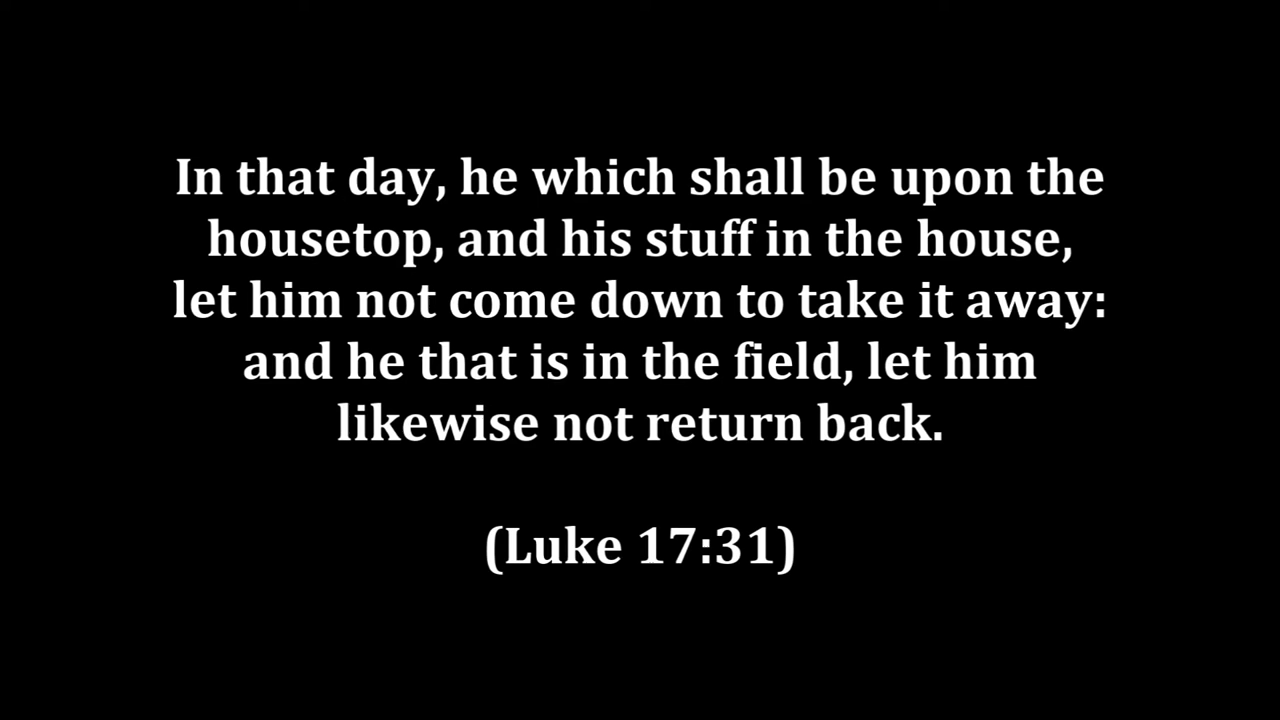 In that day, he which shall be upon the
housetop, and his stuff in the house,
let him not come down to take it away:
and he that is in the field, let him
likewise not return back.
(Luke 17:31)